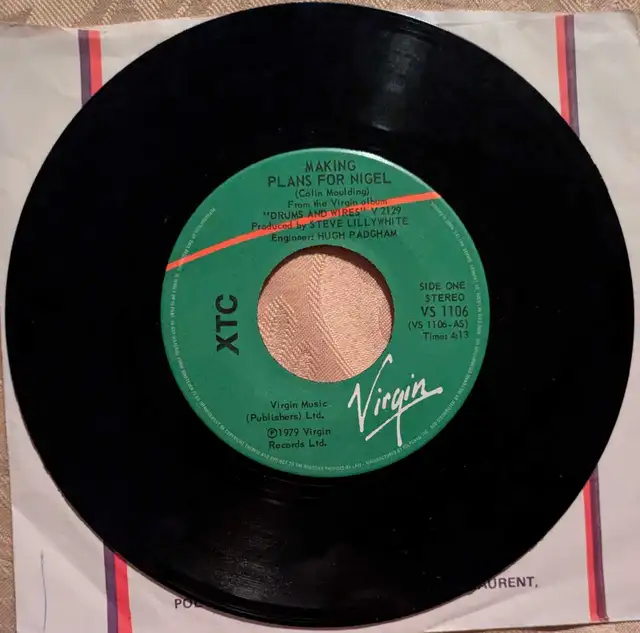 MAKING
PLANS FOR NIGEL
(Colin Moulding)
From the Virgin album
"DRUMS AND WIRES" V 2129
Produced by STEVE LILLYWHITE
Engineer: HUGH PADGHAM
XTC
SIDE ONE
STEREO
VS 1106
(VS 1106-AS)
Time: 4:13
Virgin Music
(Publishers) Ltd.
℗1979 Virgin
Records Ltd.
Virgin
AURENT,